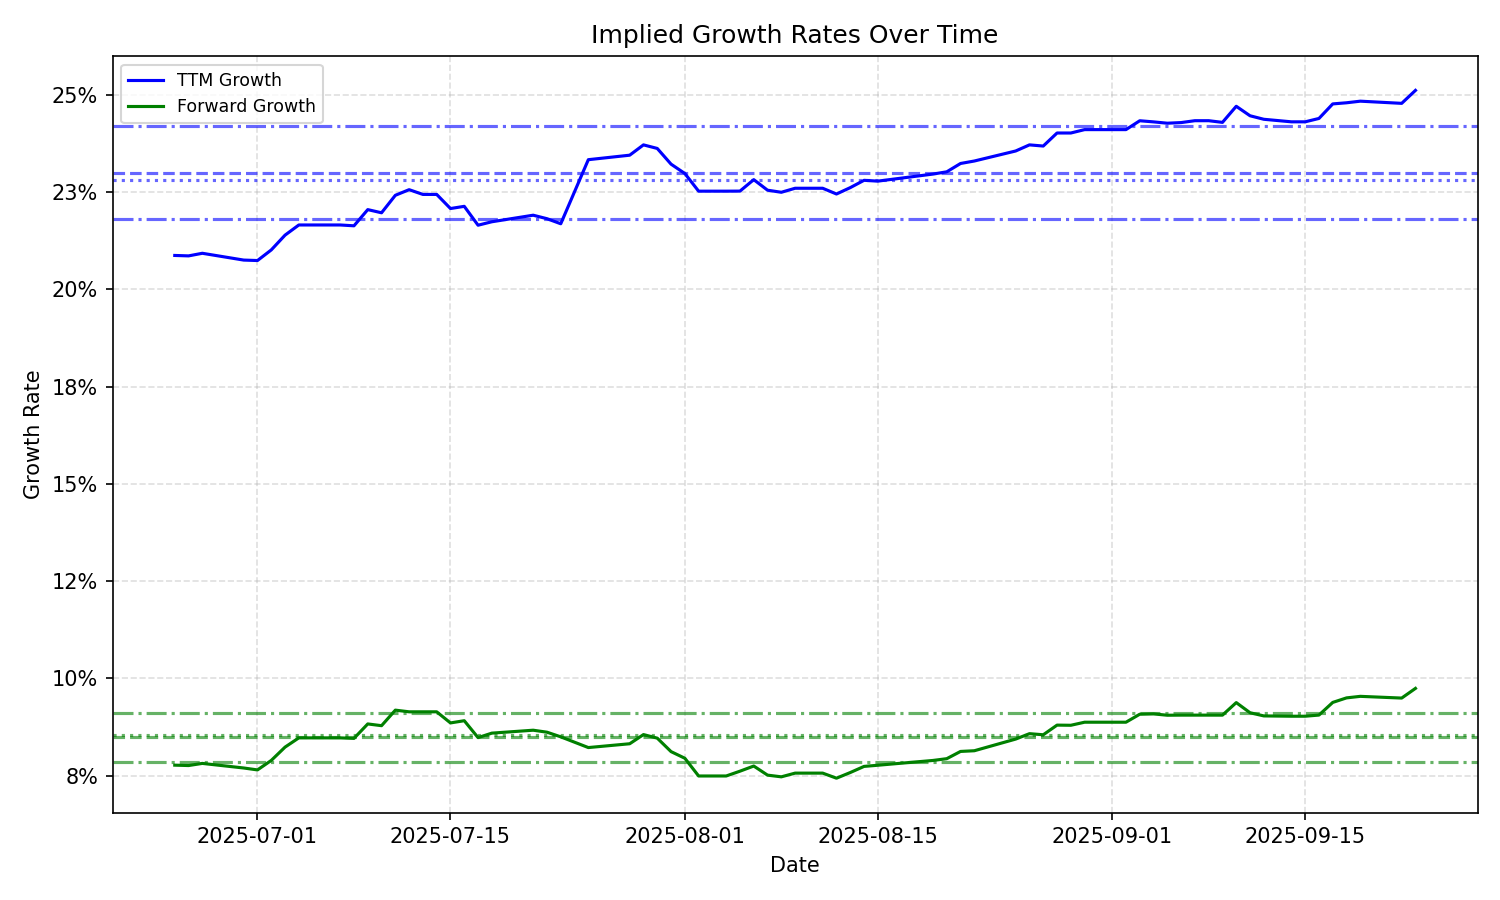 Implied Growth Rates Over Time
TTM Growth
Forward Growth
25%
23%
20%
18%
15%
12%
10%
8%
Growth Rate
2025-07-01
2025-07-15
2025-08-01
2025-08-15
2025-09-01
2025-09-15
Date